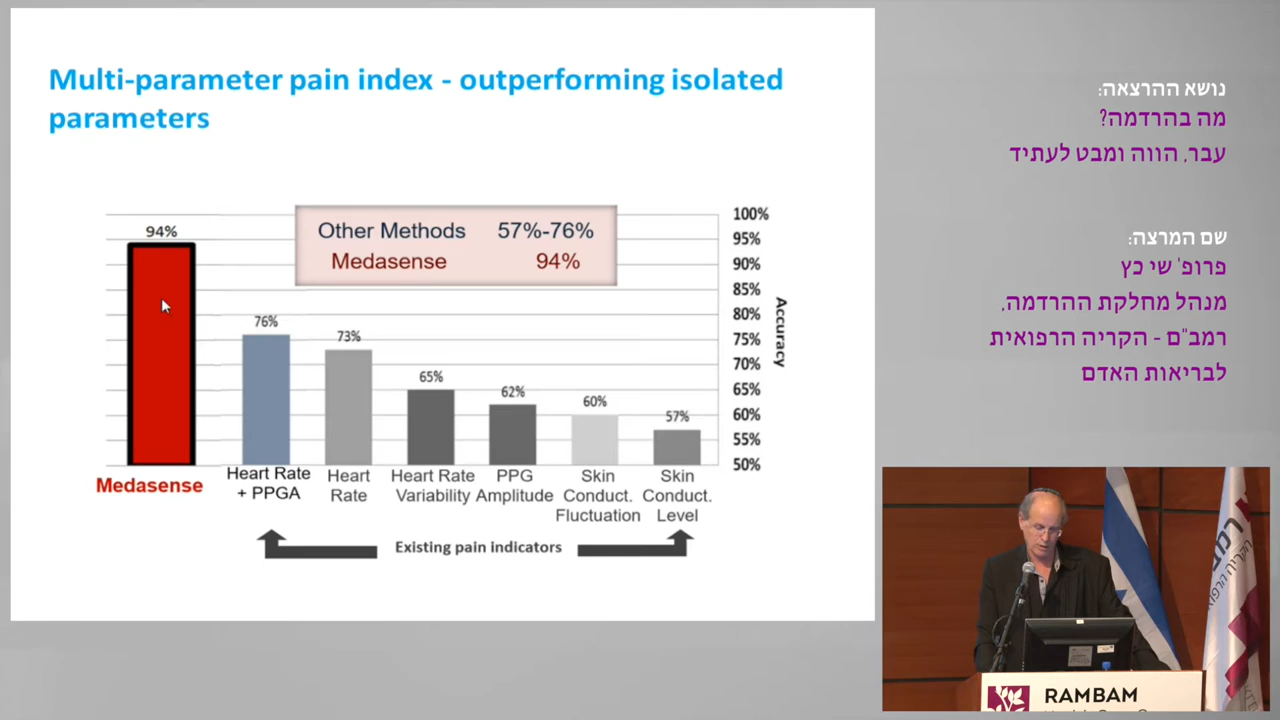 Multi-parameter pain index - outperforming isolated
parameters
Other Methods 57%-76%
Medasense 94%
94%
76%
73%
65%
62%
60%
57%
100%
95%
90%
85%
80%
75%
70%
65%
60%
55%
50%
Accuracy
Medasense
Heart Rate
+ PPGA
Heart
Rate
Heart Rate
Variability
PPG
Amplitude
Skin
Conduct.
Fluctuation
Skin
Conduct.
Level
Existing pain indicators
נושא ההרצאה:
מה בהרדמה?
עבר, הווה ומבט לעתיד
שם המרצה:
פרופ' שי כץ
מנהל מחלקת ההרדמה,
רמב"ם - הקריה הרפואית
לבריאות האדם
RAMBAM